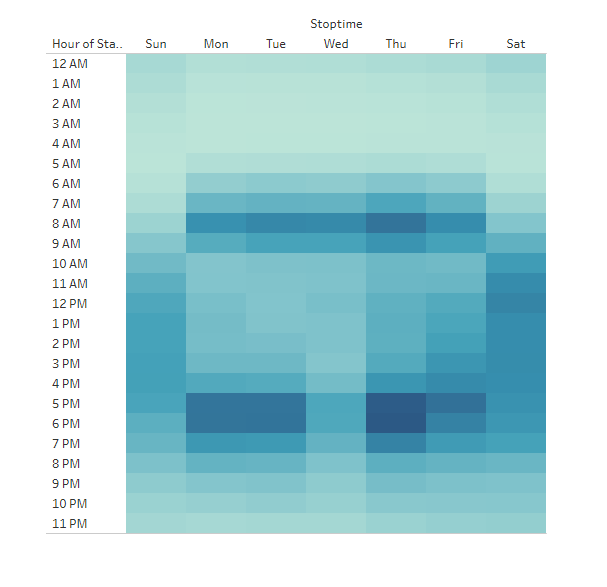 Stoptime
Hour of Sta.. Sun Mon Tue Wed Thu Fri Sat
12 AM
1 AM
2 AM
3 AM
4 AM
5 AM
6 AM
7 AM
8 AM
9 AM
10 AM
11 AM
12 PM
1 PM
2 PM
3 PM
4 PM
5 PM
6 PM
7 PM
8 PM
9 PM
10 PM
11 PM